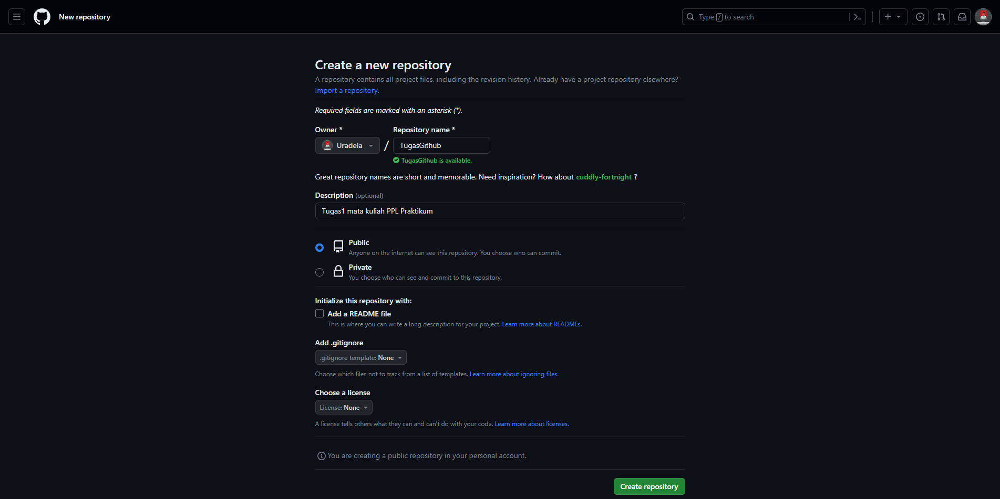 New repository
Type / to search
Create a new repository
A repository contains all project files, including the revision history. Already have a project repository elsewhere?
Import a repository.
Required fields are marked with an asterisk (*).
Owner *
Repository name *
Uradela
/
TugasGithub
TugasGithub is available.
Great repository names are short and memorable. Need inspiration? How about cuddly-fortnight ?
Description (optional)
Tugas1 mata kuliah PPL Praktikum
Public
Anyone on the internet can see this repository. You choose who can commit.
Private
You choose who can see and commit to this repository.
Initialize this repository with:
Add a README file
This is where you can write a long description for your project. Learn more about READMEs.
Add .gitignore
.gitignore template: None
Choose which files not to track from a list of templates. Learn more about ignoring files.
Choose a license
License: None
A license tells others what they can and can't do with your code. Learn more about licenses.
You are creating a public repository in your personal account.
Create repository